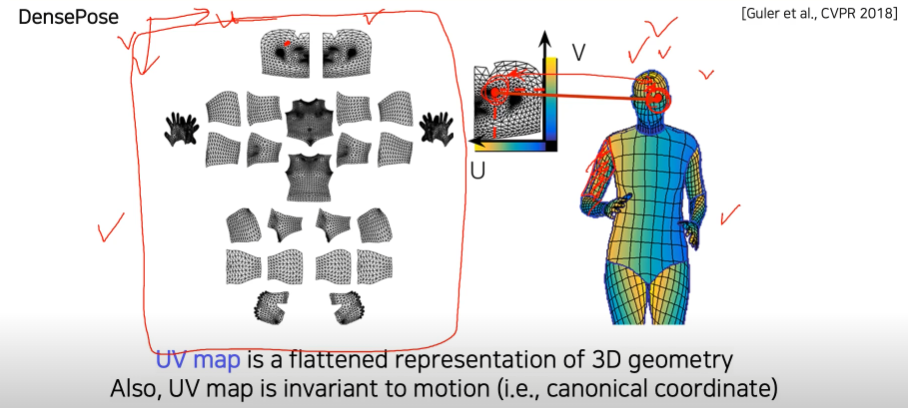 DensePose
[Guler et al., CVPR 2018]
V
U
UV map is a flattened representation of 3D geometry
Also, UV map is invariant to motion (i.e., canonical coordinate)